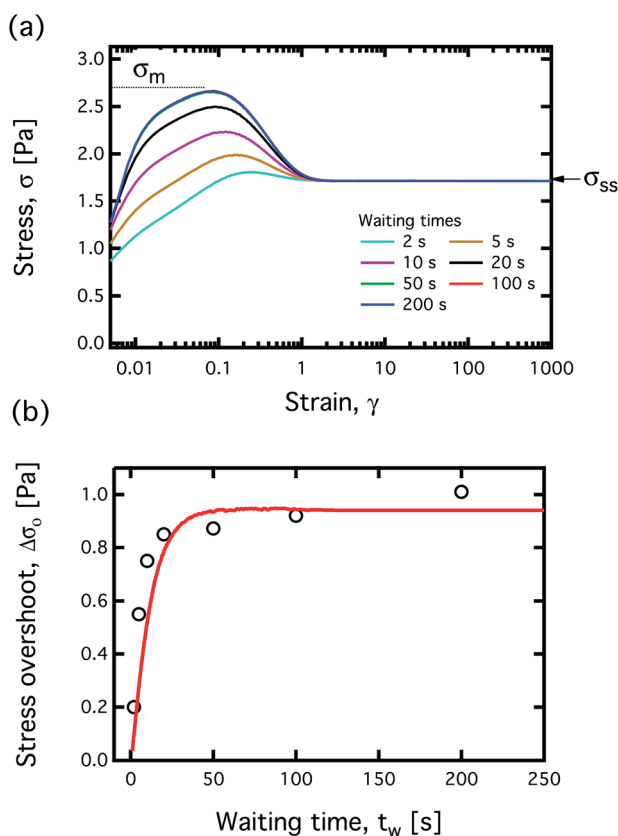 (a)
3.0
2.5
2.0
1.5
1.0
0.5
0.0
Stress, σ [Pa]
σm
σss
Waiting times
2 s 5 s
10 s 20 s
50 s 100 s
200 s
0.01 0.1 1 10 100 1000
Strain, γ
(b)
1.0
0.8
0.6
0.4
0.2
0.0
Stress overshoot, Δσo [Pa]
0 50 100 150 200 250
Waiting time, tw [s]